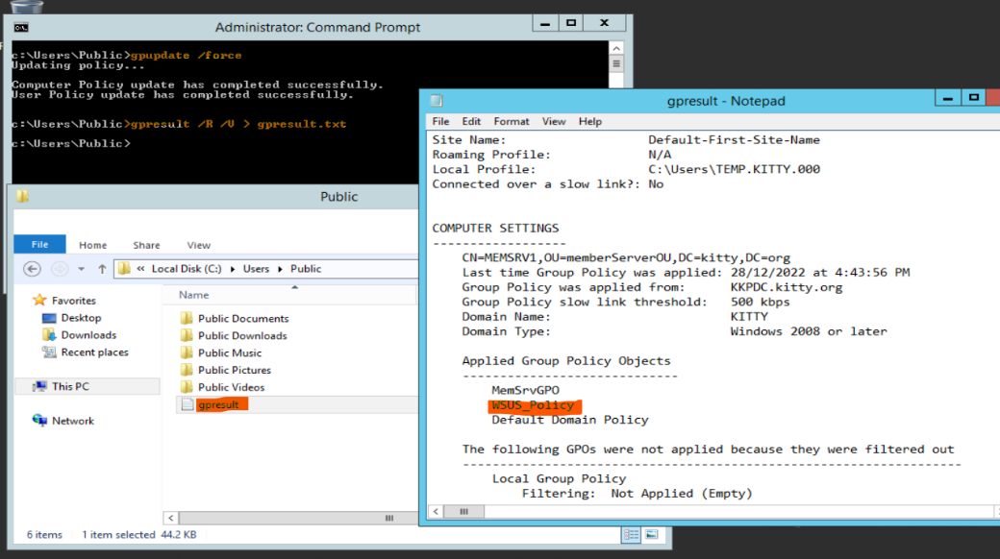 Administrator: Command Prompt
c:\Users\Public>gpupdate /force
Updating policy...
Computer Policy update has completed successfully.
User Policy update has completed successfully.
c:\Users\Public>gpresult /R /V > gpresult.txt
c:\Users\Public>
Public
File Home Share View
« Local Disk (C:) Users Public
Favorites
Desktop
Downloads
Recent places
This PC
Network
Name
Public Documents
Public Downloads
Public Music
Public Pictures
Public Videos
gpresult
6 items 1 item selected 44.2 KB
gpresult - Notepad
File Edit Format View Help
Site Name: Default-First-Site-Name
Roaming Profile: N/A
Local Profile: C:\Users\TEMP.KITTY.000
Connected over a slow link?: No
COMPUTER SETTINGS
------------------
CN=MEMSRV1,OU=memberServerOU,DC=kitty,DC=org
Last time Group Policy was applied: 28/12/2022 at 4:43:56 PM
Group Policy was applied from: KKPDC.kitty.org
Group Policy slow link threshold: 500 kbps
Domain Name: KITTY
Domain Type: Windows 2008 or later
Applied Group Policy Objects
-----------------------------
MemSrvGPO
WSUS_Policy
Default Domain Policy
The following GPOs were not applied because they were filtered out
-------------------------------------------------------------------
Local Group Policy
Filtering: Not Applied (Empty)